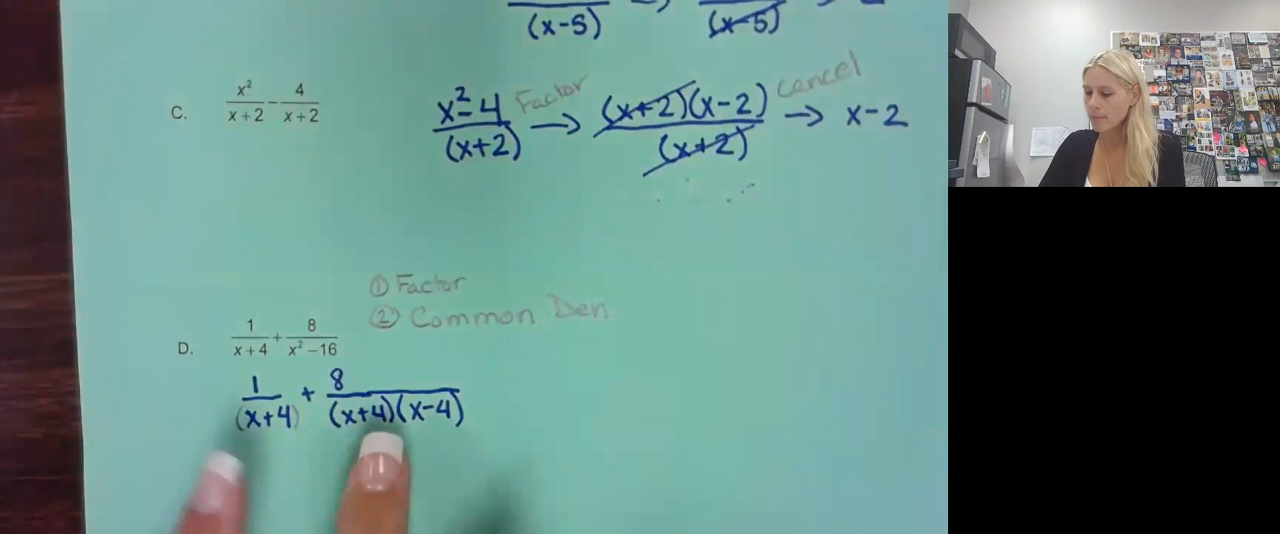 (x-5) → (x-5)
C. x²/(x+2) - 4/(x+2) x²-4/(x+2) Factor → (x+2)(x-2)/(x+2) cancel → x-2
① Factor
② Common Den
D. 1/(x+4) + 8/(x²-16)
1/(x+4) + 8/(x+4)(x-4)